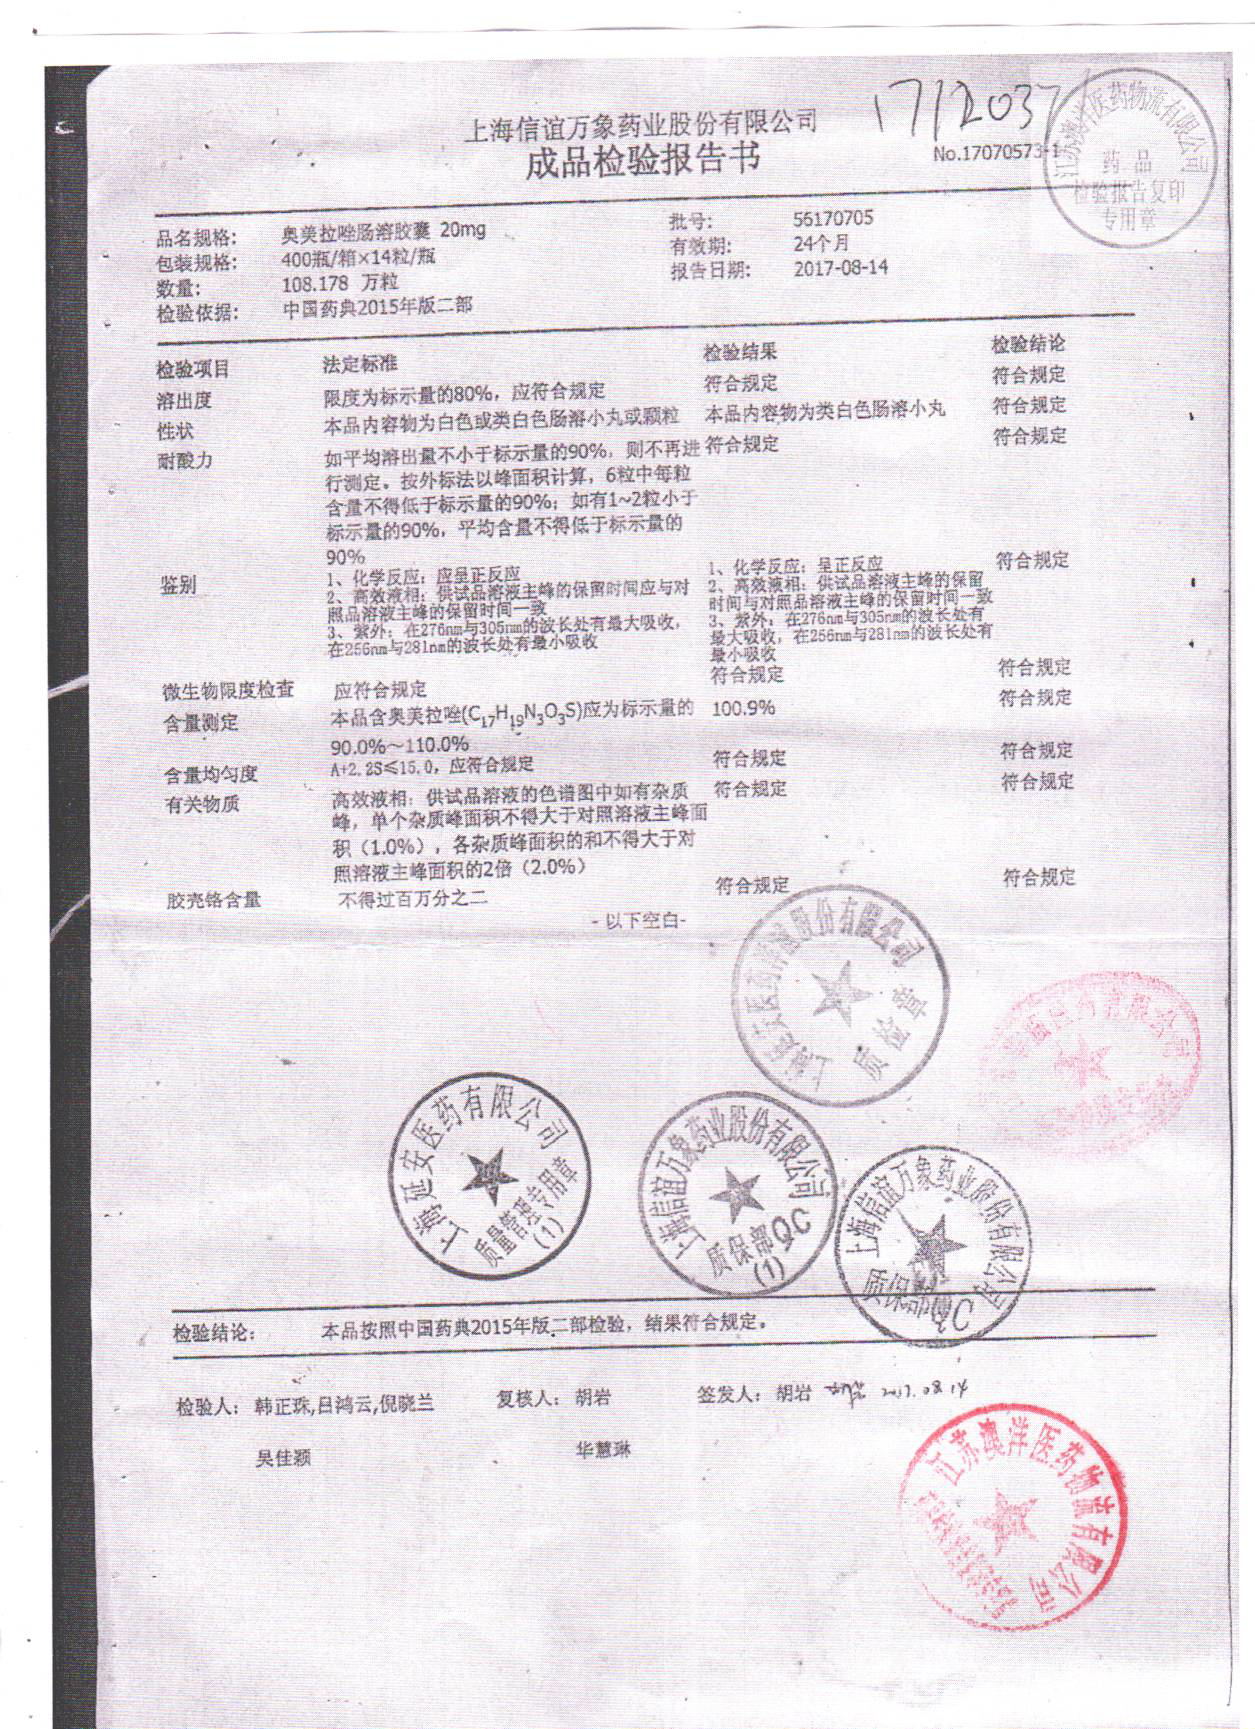 1712037
上海信谊万象药业股份有限公司
成品检验报告书
No.17070573-1
江苏澳洋医药物流有限公司
药品
检验报告复印
专用章
品名规格: 奥美拉唑肠溶胶囊 20mg 批号: 56170705
包装规格: 400瓶/箱×14粒/瓶 有效期: 24个月
数量: 108.178 万粒 报告日期: 2017-08-14
检验依据: 中国药典2015年版二部
检验项目 法定标准 检验结果 检验结论
溶出度 限度为标示量的80%，应符合规定 符合规定 符合规定
性状 本品内容物为白色或类白色肠溶小丸或颗粒 本品内容物为类白色肠溶小丸 符合规定
耐酸力 如平均溶出量不小于标示量的90%，则不再进 符合规定 符合规定
行测定。按外标法以峰面积计算，6粒中每粒
含量不得低于标示量的90%；如有1~2粒小于
标示量的90%，平均含量不得低于标示量的
90%
鉴别 1、化学反应：应呈正反应 1、化学反应：呈正反应 符合规定
2、高效液相：供试品溶液主峰的保留时间应与对 2、高效液相：供试品溶液主峰的保留
照品溶液主峰的保留时间一致 时间与对照品溶液主峰的保留时间一致
3、紫外：在276nm与305nm的波长处有最大吸收， 3、紫外：在276nm与305nm的波长处有
在256nm与281nm的波长处有最小吸收 最大吸收，在256nm与281nm的波长处有
最小吸收
微生物限度检查 应符合规定 符合规定 符合规定
含量测定 本品含奥美拉唑(C17H19N3O3S)应为标示量的 100.9% 符合规定
90.0%～110.0%
含量均匀度 A+2.2S≤15.0，应符合规定 符合规定 符合规定
有关物质 高效液相：供试品溶液的色谱图中如有杂质 符合规定 符合规定
峰，单个杂质峰面积不得大于对照溶液主峰面
积（1.0%），各杂质峰面积的和不得大于对
照溶液主峰面积的2倍（2.0%）
胶壳铬含量 不得过百万分之二 符合规定 符合规定
-以下空白-
股份有限公司
质检章
上海延安医药有限公司
质量管理专用章
(1)
上海信谊万象药业股份有限公司
质保部QC
(1)
上海信谊万象药业股份有限公司
质保部QC
检验结论: 本品按照中国药典2015年版二部检验，结果符合规定。
检验人: 韩正珠,吕鸿云,倪晓兰 复核人: 胡岩 签发人: 胡岩 2017.08.14
吴佳颖 华慧琳
江苏澳洋医药物流有限公司